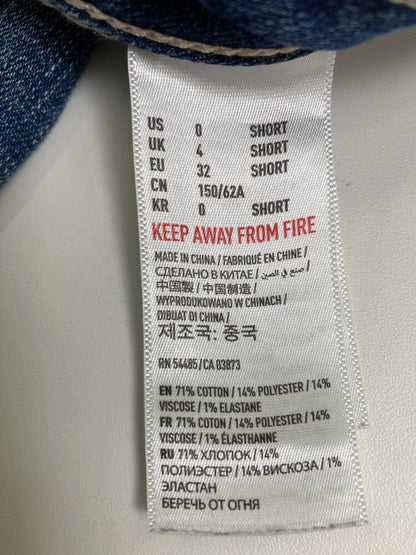 US 0 SHORT
UK 4 SHORT
EU 32 SHORT
CN 150/62A
KR 0 SHORT
KEEP AWAY FROM FIRE
MADE IN CHINA / FABRIQUÉ EN CHINE /
СДЕЛАНО В КИТАЕ / صنع في الصين /
中国製 / 中国制造 /
WYPRODUKOWANO W CHINACH /
DIBUAT DI CHINA /
제조국: 중국
RN 54485 / CA 03873
EN 71% COTTON / 14% POLYESTER / 14%
VISCOSE / 1% ELASTANE
FR 71% COTON / 14% POLYESTER / 14%
VISCOSE / 1% ÉLASTHANNE
RU 71% ХЛОПОК / 14%
ПОЛИЭСТЕР / 14% ВИСКОЗА / 1%
ЭЛАСТАН
БЕРЕЧЬ ОТ ОГНЯ